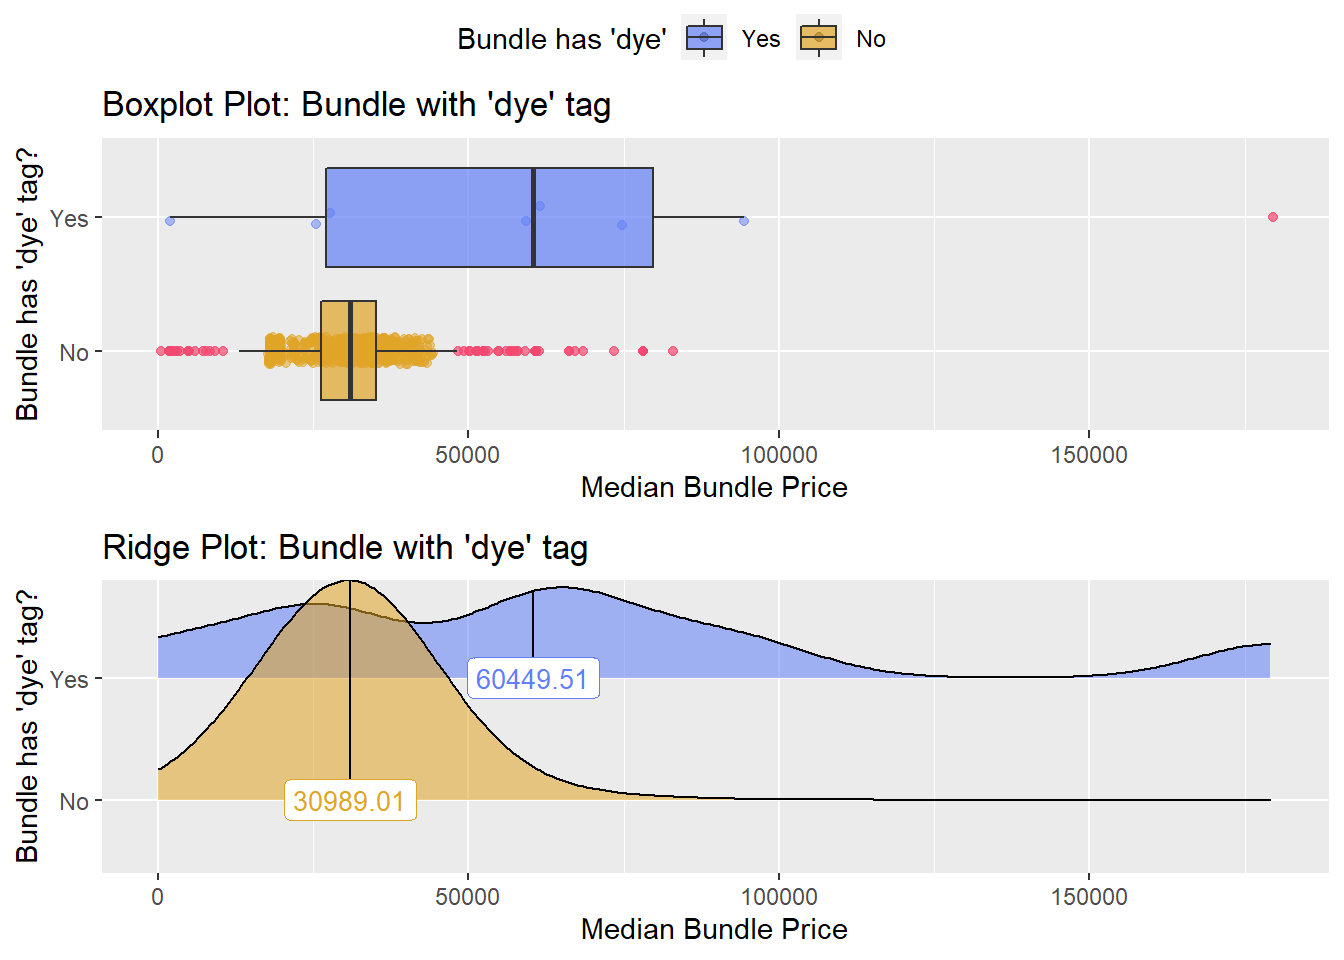 Bundle has 'dye' Yes No
Boxplot Plot: Bundle with 'dye' tag
Bundle has 'dye' tag?
Yes
No
0 50000 100000 150000
Median Bundle Price
Ridge Plot: Bundle with 'dye' tag
Bundle has 'dye' tag?
Yes
60449.51
No
30989.01
0 50000 100000 150000
Median Bundle Price